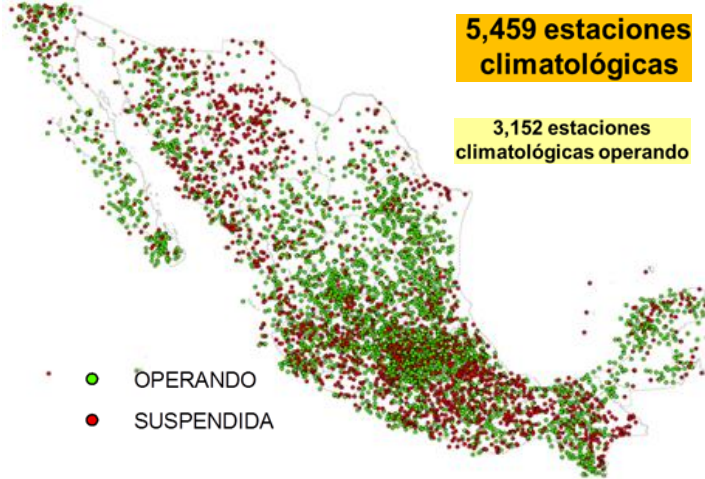 5,459 estaciones
climatológicas
3,152 estaciones
climatológicas operando
OPERANDO
SUSPENDIDA